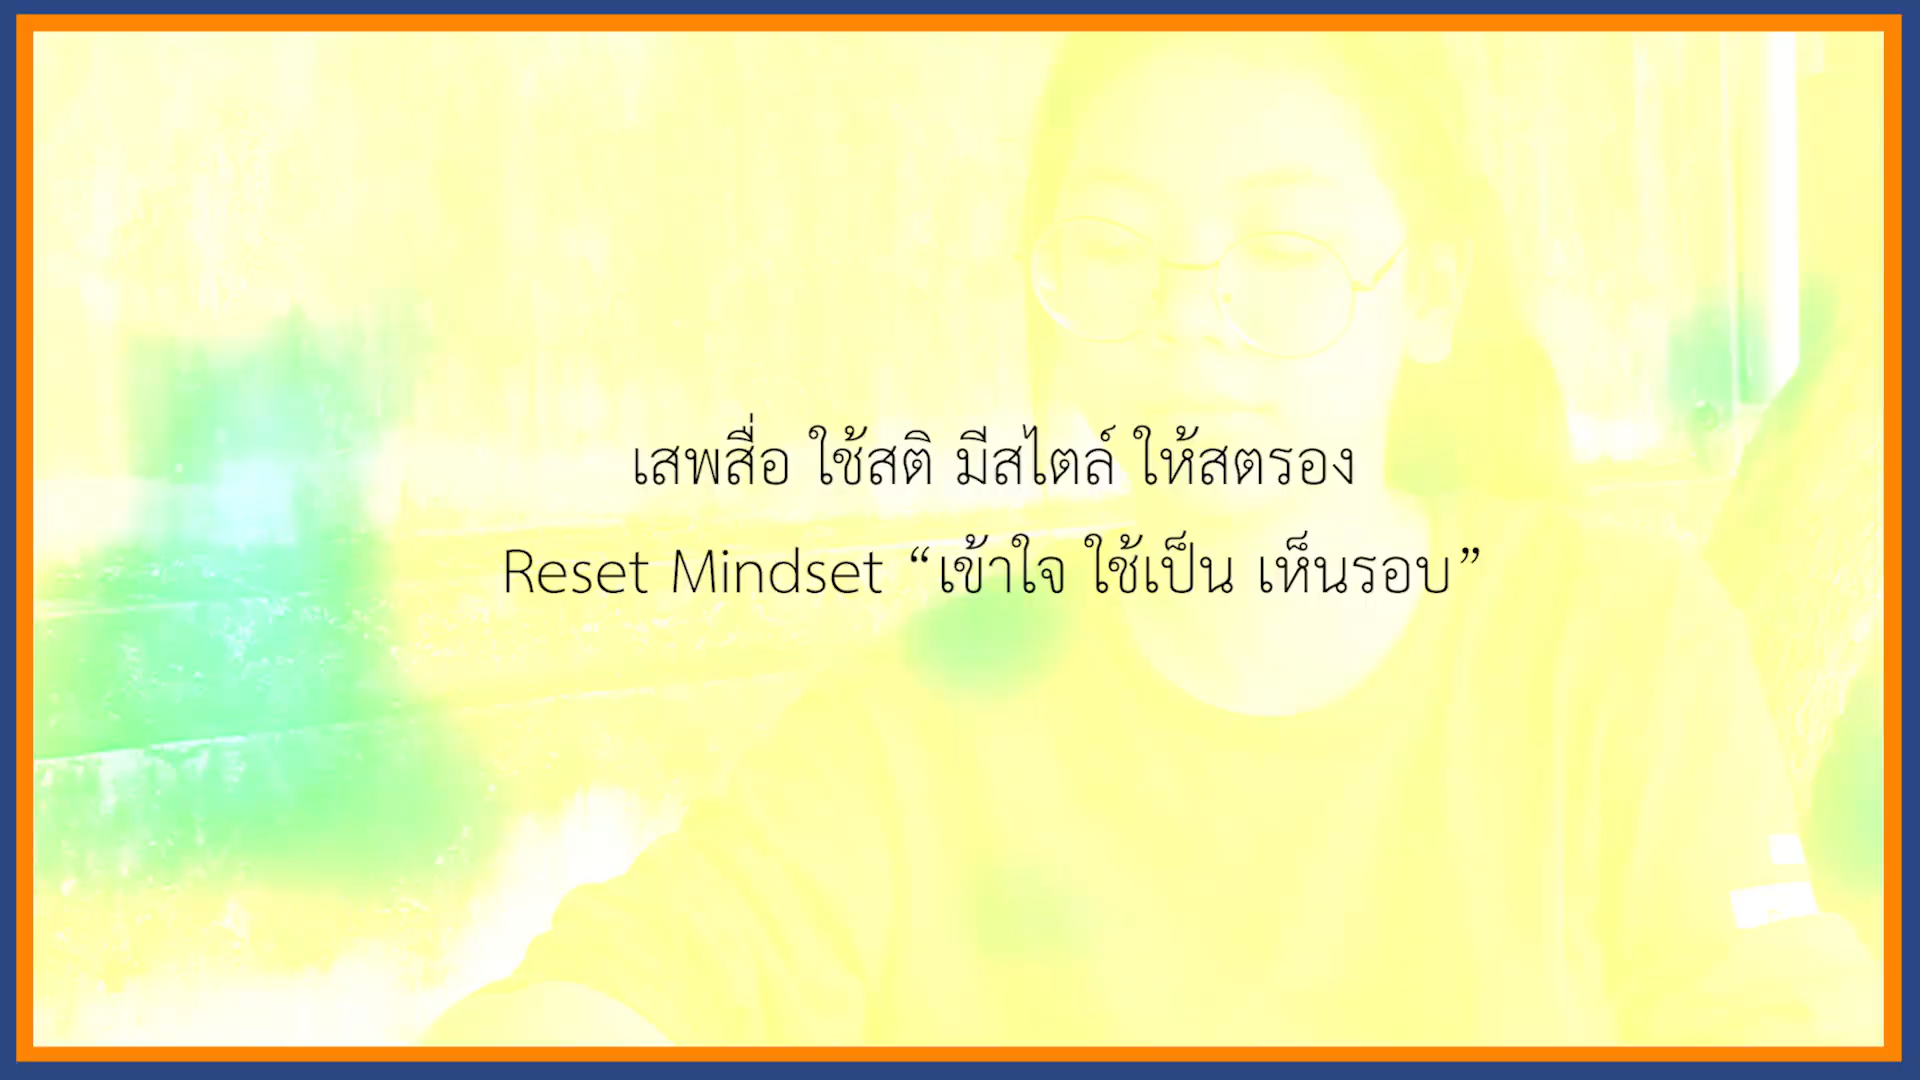 เสพสื่อ ใช้สติ มีสไตล์ ให้สตรอง
Reset Mindset “เข้าใจ ใช้เป็น เห็นรอบ”